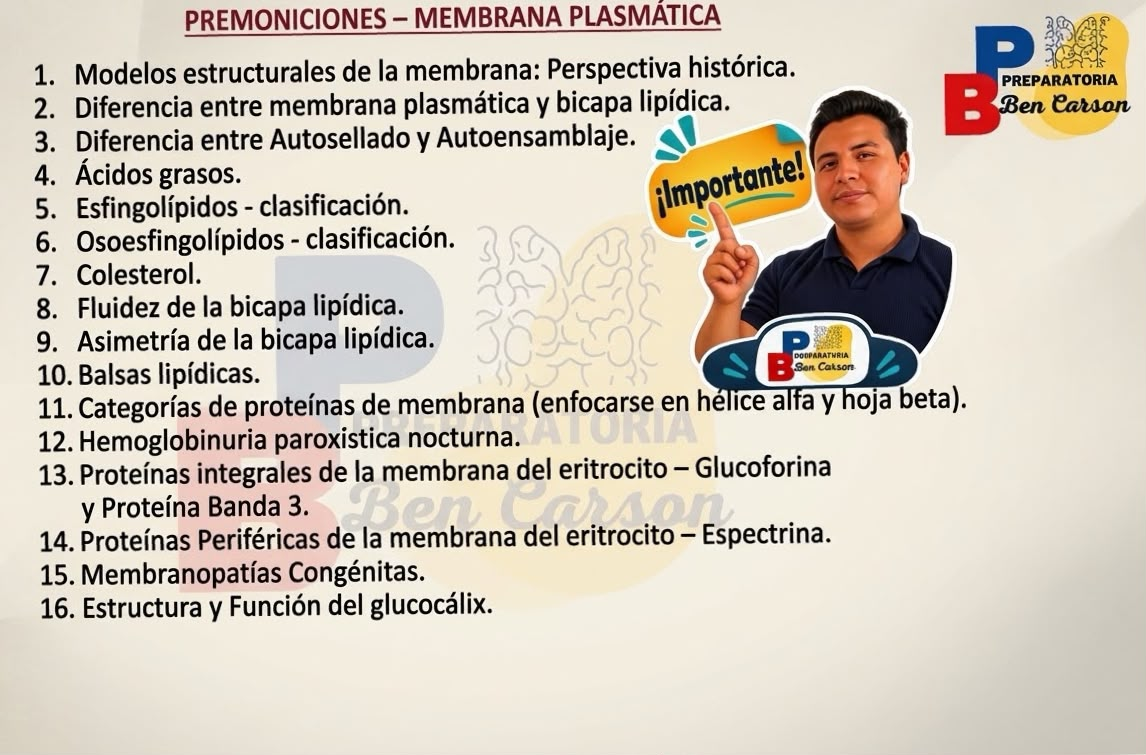 PREMONICIONES – MEMBRANA PLASMÁTICA
PREPARATORIA
Ben Carson
1. Modelos estructurales de la membrana: Perspectiva histórica.
2. Diferencia entre membrana plasmática y bicapa lipídica.
3. Diferencia entre Autosellado y Autoensamblaje.
4. Ácidos grasos.
5. Esfingolípidos - clasificación.
6. Osoesfingolípidos - clasificación.
7. Colesterol.
8. Fluidez de la bicapa lipídica.
9. Asimetría de la bicapa lipídica.
10. Balsas lipídicas.
11. Categorías de proteínas de membrana (enfocarse en hélice alfa y hoja beta).
12. Hemoglobinuria paroxistica nocturna.
13. Proteínas integrales de la membrana del eritrocito – Glucoforina
y Proteína Banda 3.
14. Proteínas Periféricas de la membrana del eritrocito – Espectrina.
15. Membranopatías Congénitas.
16. Estructura y Función del glucocálix.
¡Importante!
P
B
Ben Carson
PREPARATORIA
Ben Carson